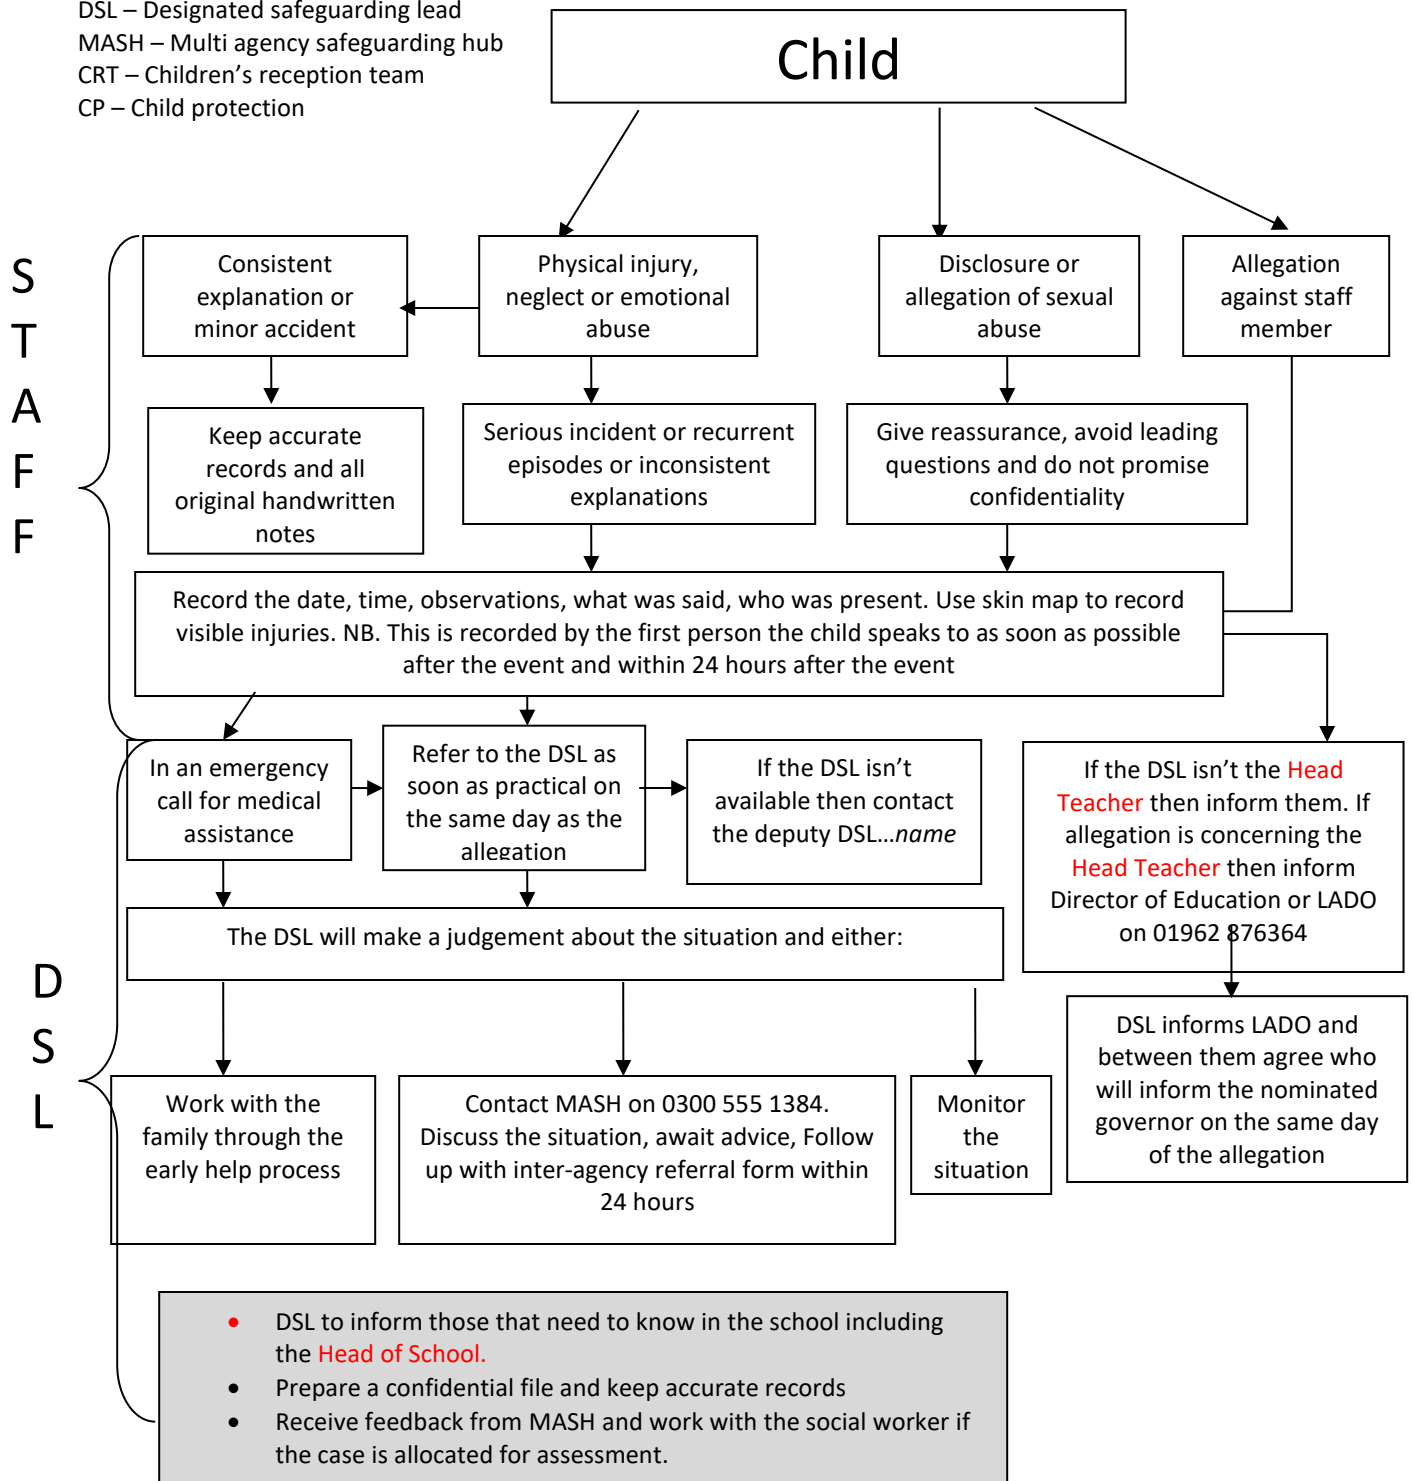 DSL – Designated safeguarding lead
MASH – Multi agency safeguarding hub
CRT – Children’s reception team
CP – Child protection
Child
S
T
A
F
F
Consistent
explanation or
minor accident
Physical injury,
neglect or emotional
abuse
Disclosure or
allegation of sexual
abuse
Allegation
against staff
member
Keep accurate
records and all
original handwritten
notes
Serious incident or recurrent
episodes or inconsistent
explanations
Give reassurance, avoid leading
questions and do not promise
confidentiality
Record the date, time, observations, what was said, who was present. Use skin map to record
visible injuries. NB. This is recorded by the first person the child speaks to as soon as possible
after the event and within 24 hours after the event
In an emergency
call for medical
assistance
Refer to the DSL as
soon as practical on
the same day as the
allegation
If the DSL isn’t
available then contact
the deputy DSL…name
If the DSL isn’t the Head
Teacher then inform them. If
allegation is concerning the
Head Teacher then inform
Director of Education or LADO
on 01962 876364
D
S
L
The DSL will make a judgement about the situation and either:
DSL informs LADO and
between them agree who
will inform the nominated
governor on the same day
of the allegation
Work with the
family through the
early help process
Contact MASH on 0300 555 1384.
Discuss the situation, await advice, Follow
up with inter-agency referral form within
24 hours
Monitor
the
situation
• DSL to inform those that need to know in the school including
the Head of School.
• Prepare a confidential file and keep accurate records
• Receive feedback from MASH and work with the social worker if
the case is allocated for assessment.